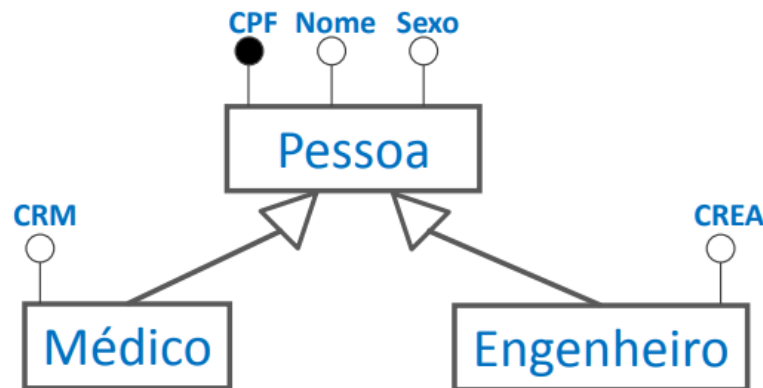 CPF Nome Sexo
Pessoa
CRM
CREA
Médico
Engenheiro